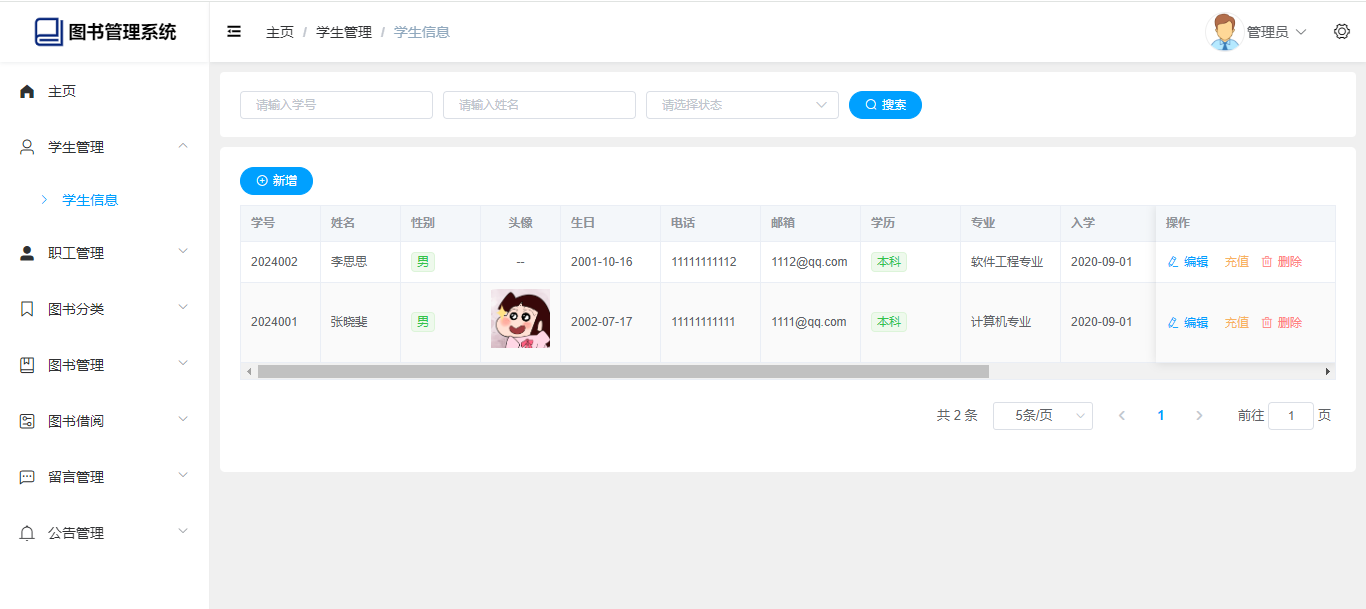 图书管理系统
主页 / 学生管理 / 学生信息
管理员
主页
学生管理
学生信息
职工管理
图书分类
图书管理
图书借阅
留言管理
公告管理
请输入学号 请输入姓名 请选择状态 搜索
新增
学号 姓名 性别 头像 生日 电话 邮箱 学历 专业 入学 操作
2024002 李思思 男 -- 2001-10-16 11111111112 1112@qq.com 本科 软件工程专业 2020-09-01 编辑 充值 删除
2024001 张晓斐 男 2002-07-17 11111111111 1111@qq.com 本科 计算机专业 2020-09-01 编辑 充值 删除
共 2 条 5条/页 1 前往 1 页